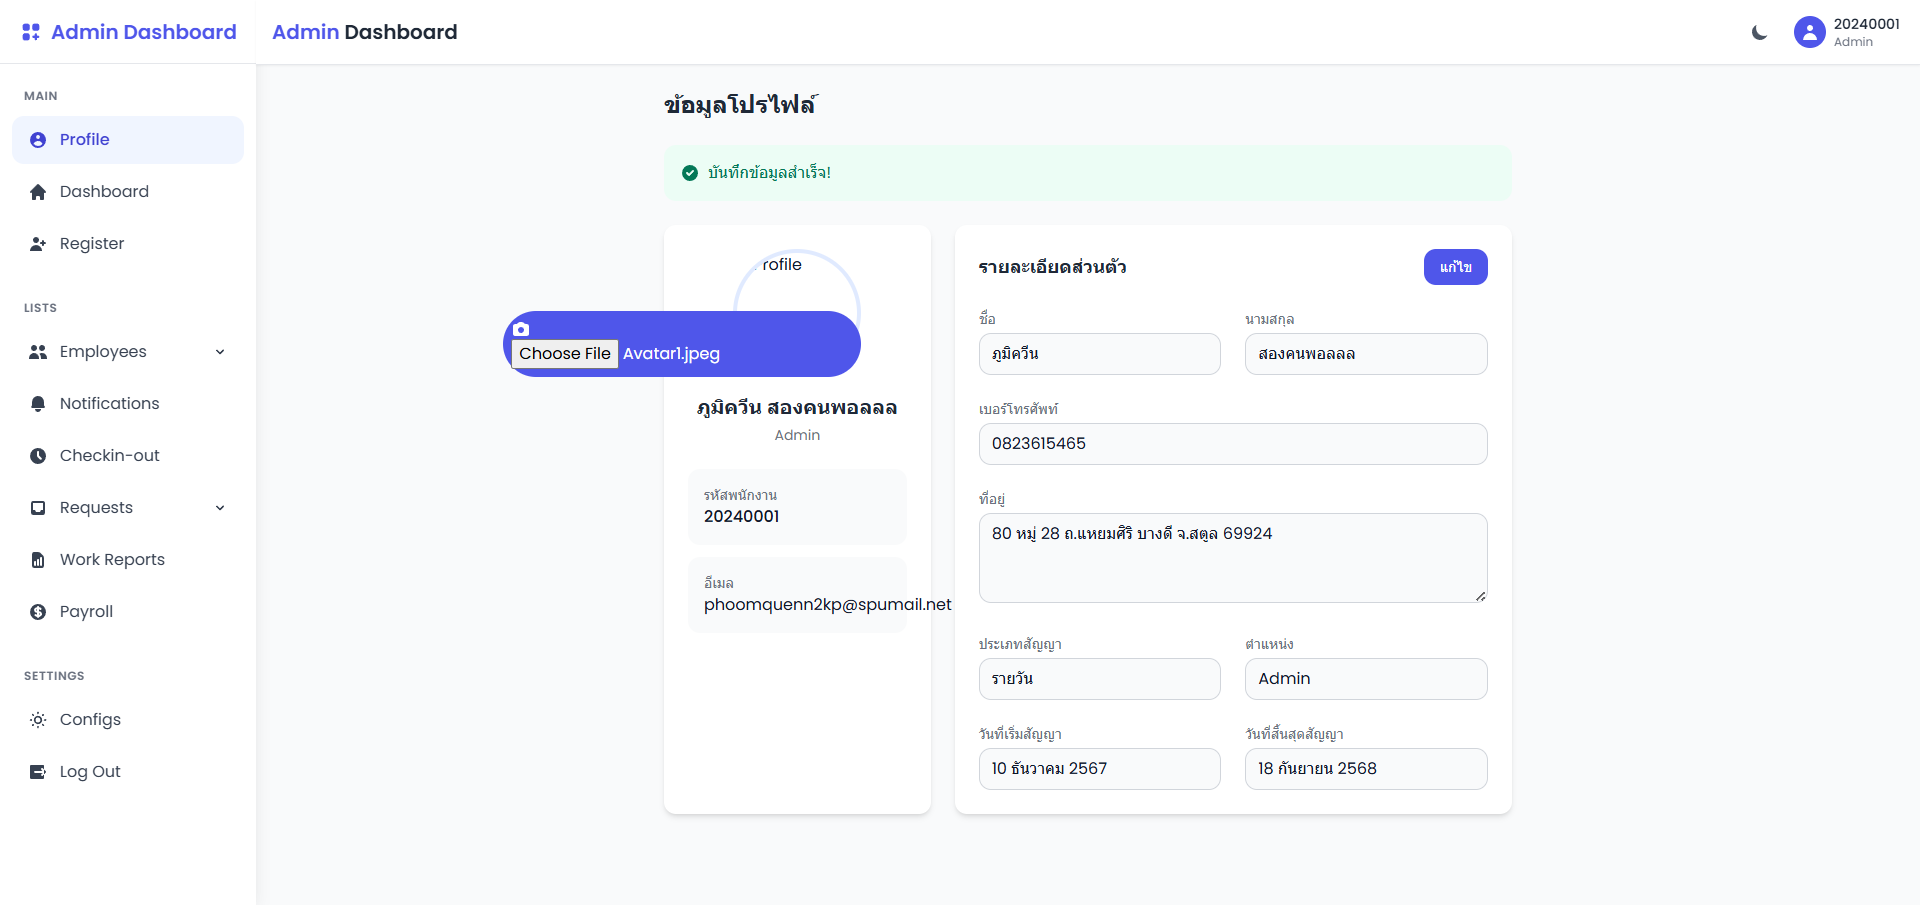 Admin Dashboard
Admin Dashboard
20240001
Admin
MAIN
Profile
Dashboard
Register
LISTS
Employees
Notifications
Checkin-out
Requests
Work Reports
Payroll
SETTINGS
Configs
Log Out
ข้อมูลโปรไฟล์
บันทึกข้อมูลสำเร็จ!
rofile
Choose File Avatar1.jpeg
ภูมิควีน สองคนพอลลล
Admin
รหัสพนักงาน
20240001
อีเมล
phoomquenn2kp@spumail.net
รายละเอียดส่วนตัว
แก้ไข
ชื่อ
ภูมิควีน
นามสกุล
สองคนพอลลล
เบอร์โทรศัพท์
0823615465
ที่อยู่
80 หมู่ 28 ถ.แหยมศิริ บางดี จ.สตูล 69924
ประเภทสัญญา
รายวัน
ตำแหน่ง
Admin
วันที่เริ่มสัญญา
10 ธันวาคม 2567
วันที่สิ้นสุดสัญญา
18 กันยายน 2568